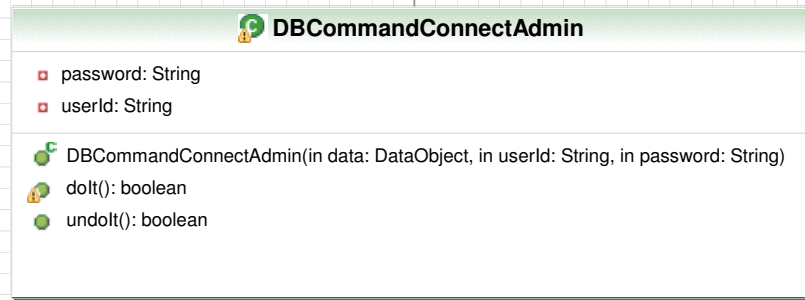 DBCommandConnectAdmin
password: String
userId: String
DBCommandConnectAdmin(in data: DataObject, in userId: String, in password: String)
doIt(): boolean
undoIt(): boolean